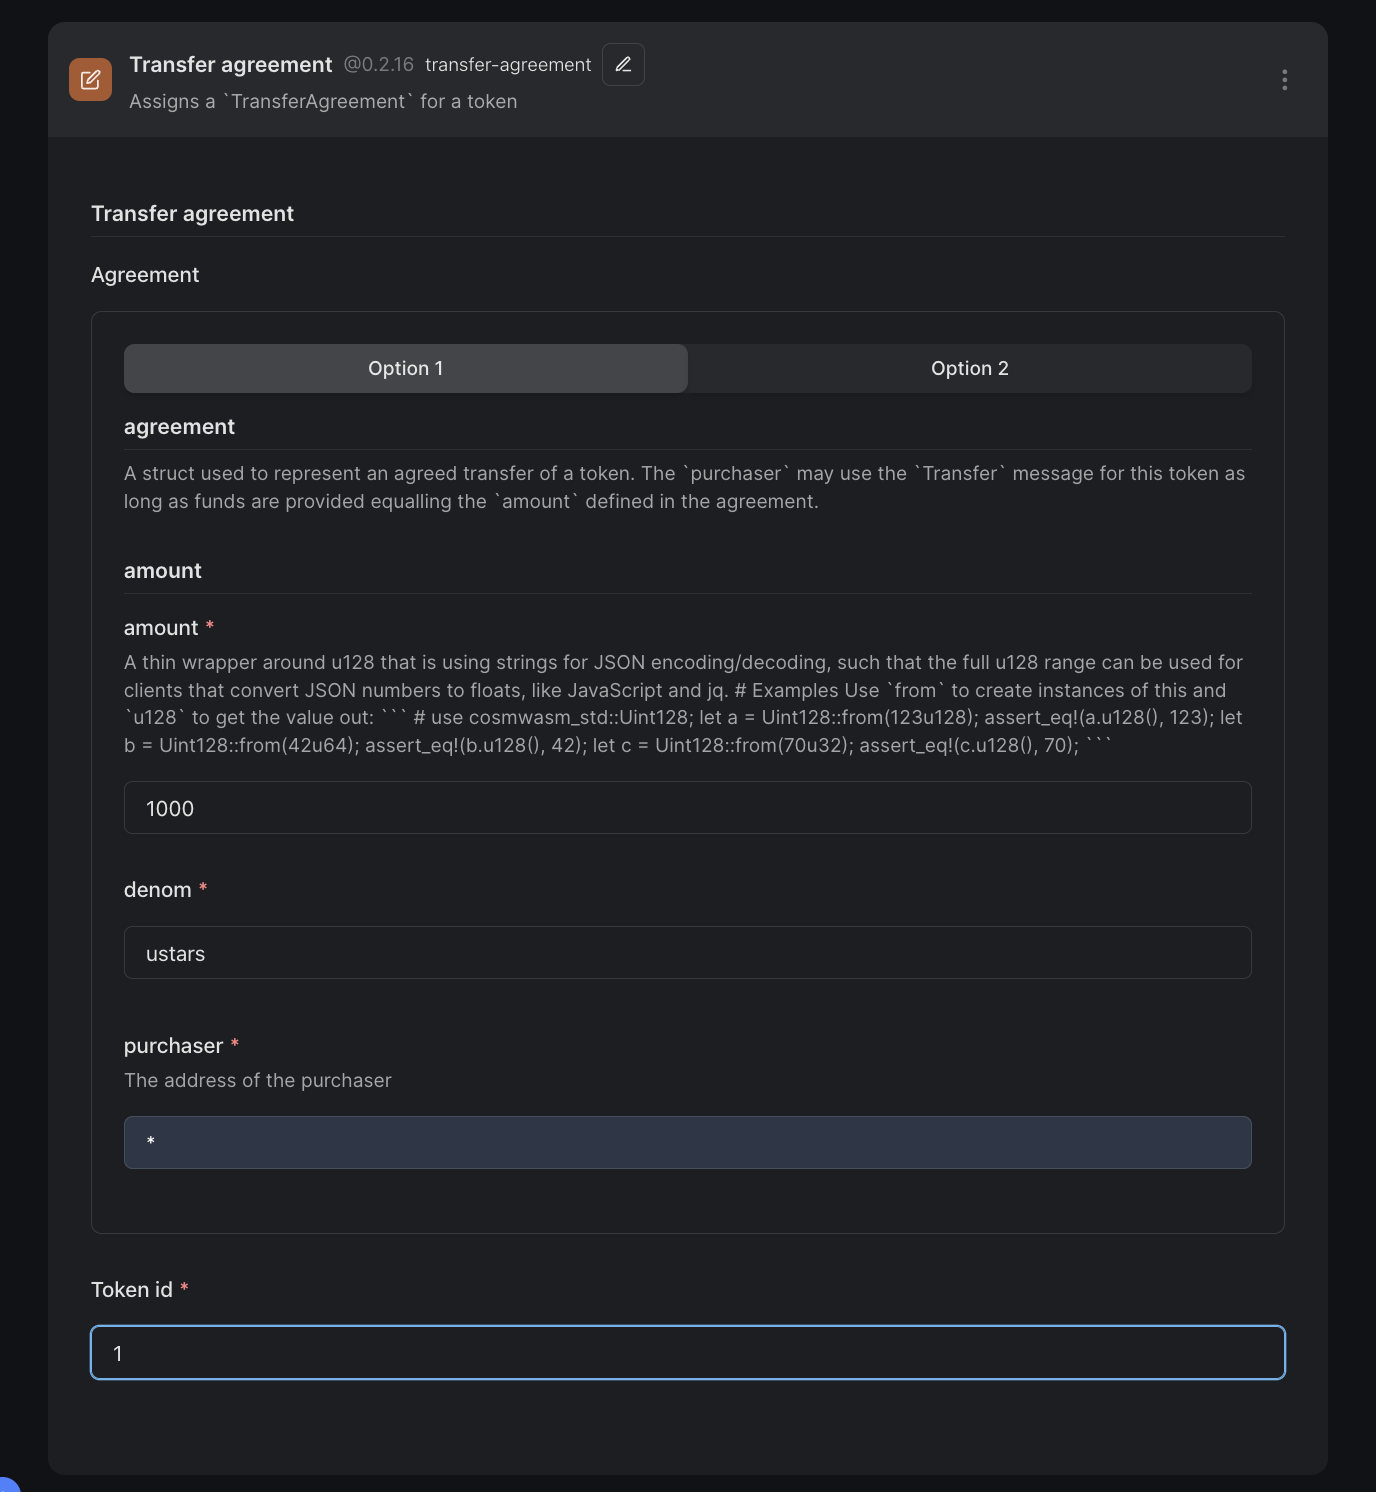 Transfer agreement @0.2.16 transfer-agreement
Assigns a `TransferAgreement` for a token
Transfer agreement
Agreement
Option 1 Option 2
agreement
A struct used to represent an agreed transfer of a token. The `purchaser` may use the `Transfer` message for this token as
long as funds are provided equalling the `amount` defined in the agreement.
amount
amount *
A thin wrapper around u128 that is using strings for JSON encoding/decoding, such that the full u128 range can be used for
clients that convert JSON numbers to floats, like JavaScript and jq. # Examples Use `from` to create instances of this and
`u128` to get the value out: ``` # use cosmwasm_std::Uint128; let a = Uint128::from(123u128); assert_eq!(a.u128(), 123); let
b = Uint128::from(42u64); assert_eq!(b.u128(), 42); let c = Uint128::from(70u32); assert_eq!(c.u128(), 70); ```
1000
denom *
ustars
purchaser *
The address of the purchaser
*
Token id *
1